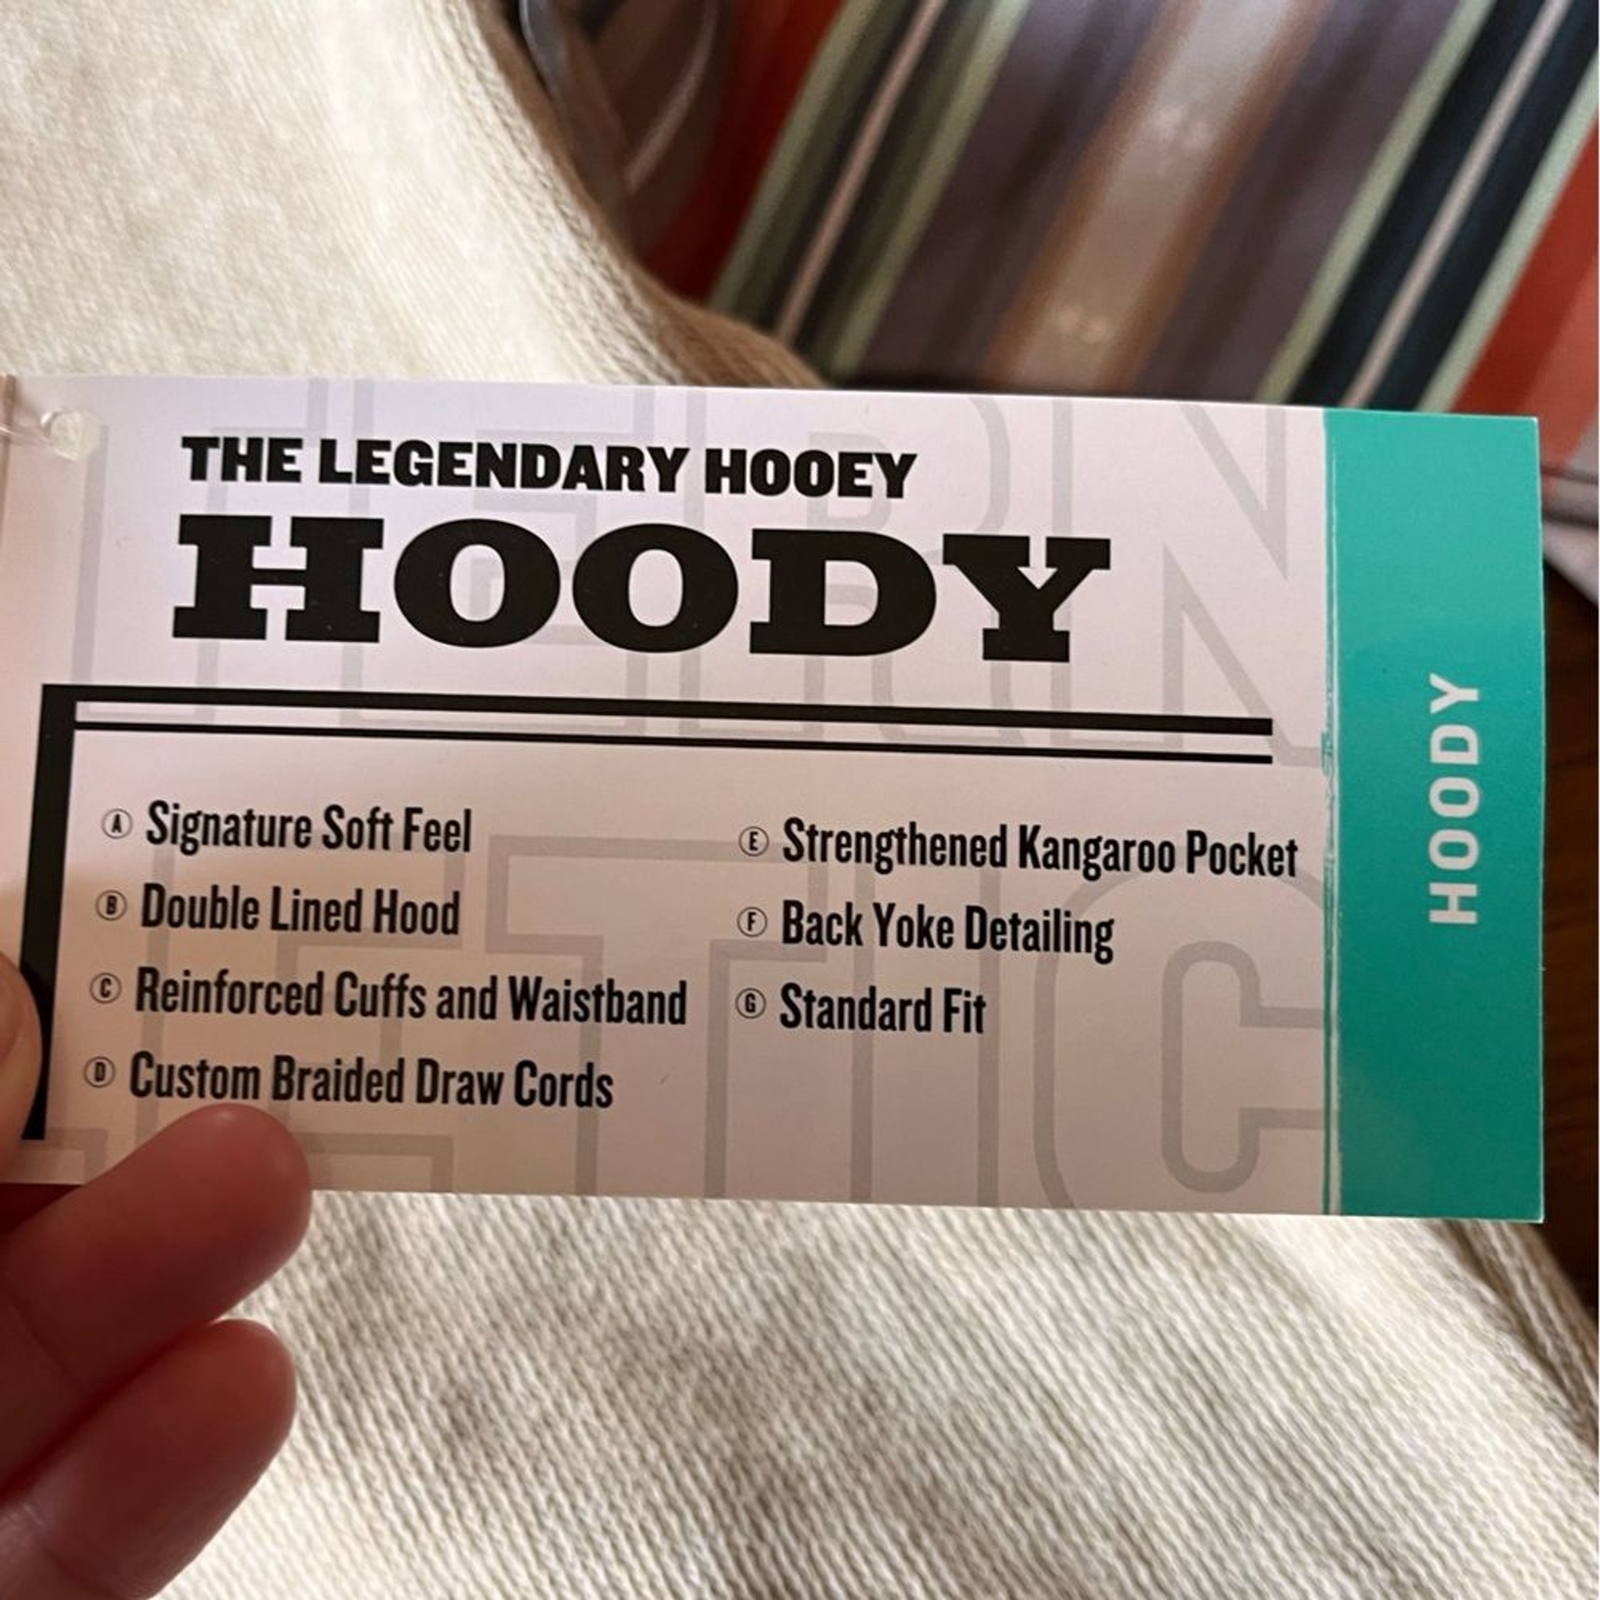 THE LEGENDARY HOOEY
HOODY
A Signature Soft Feel
B Double Lined Hood
C Reinforced Cuffs and Waistband
D Custom Braided Draw Cords
E Strengthened Kangaroo Pocket
F Back Yoke Detailing
G Standard Fit
HOODY